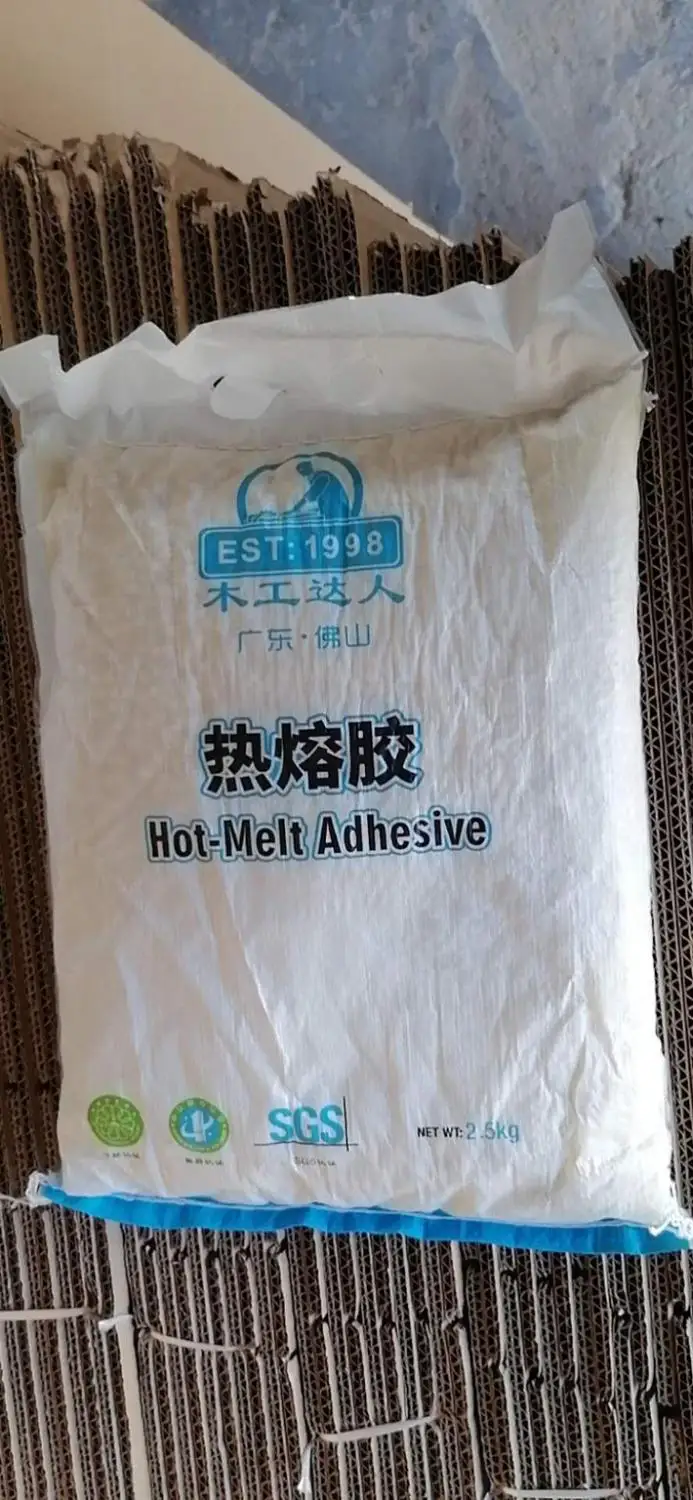 EST: 1998
木工达人
广东·佛山
热熔胶
Hot-Melt Adhesive
SGS
NET WT: 2.5kg